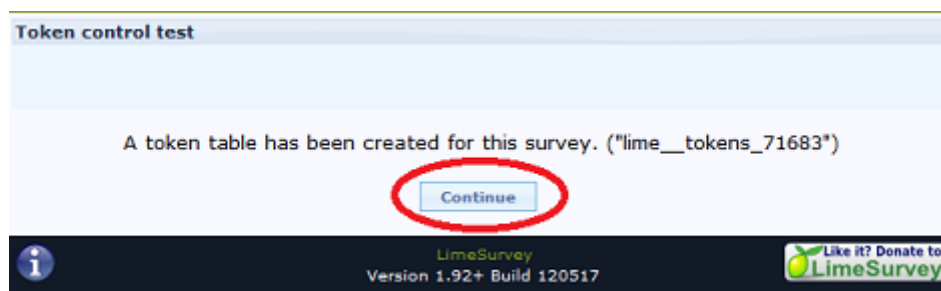 Token control test
A token table has been created for this survey. ("lime__tokens_71683")
Continue
LimeSurvey
Version 1.92+ Build 120517
Like it? Donate to
LimeSurvey